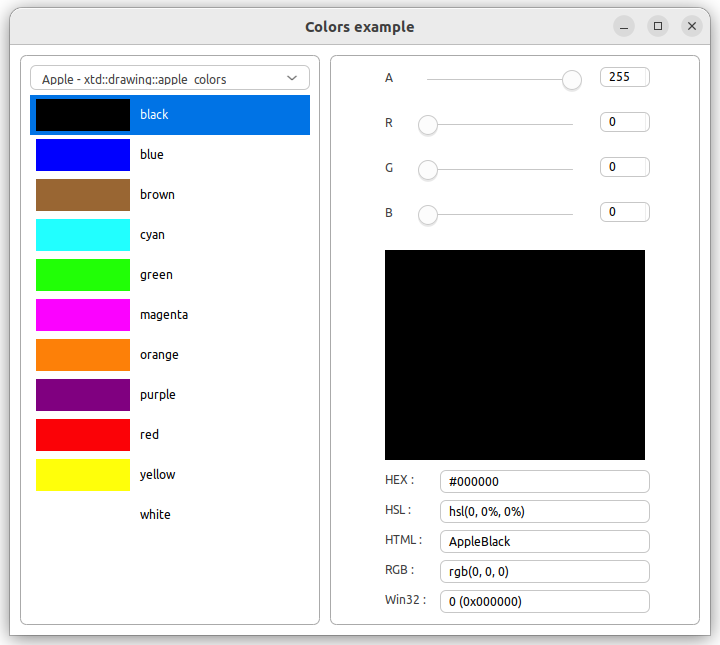 Colors example
Apple - xtd::drawing::apple_colors
black
blue
brown
cyan
green
magenta
orange
purple
red
yellow
white
A 255
R 0
G 0
B 0
HEX : #000000
HSL : hsl(0, 0%, 0%)
HTML : AppleBlack
RGB : rgb(0, 0, 0)
Win32 : 0 (0x000000)